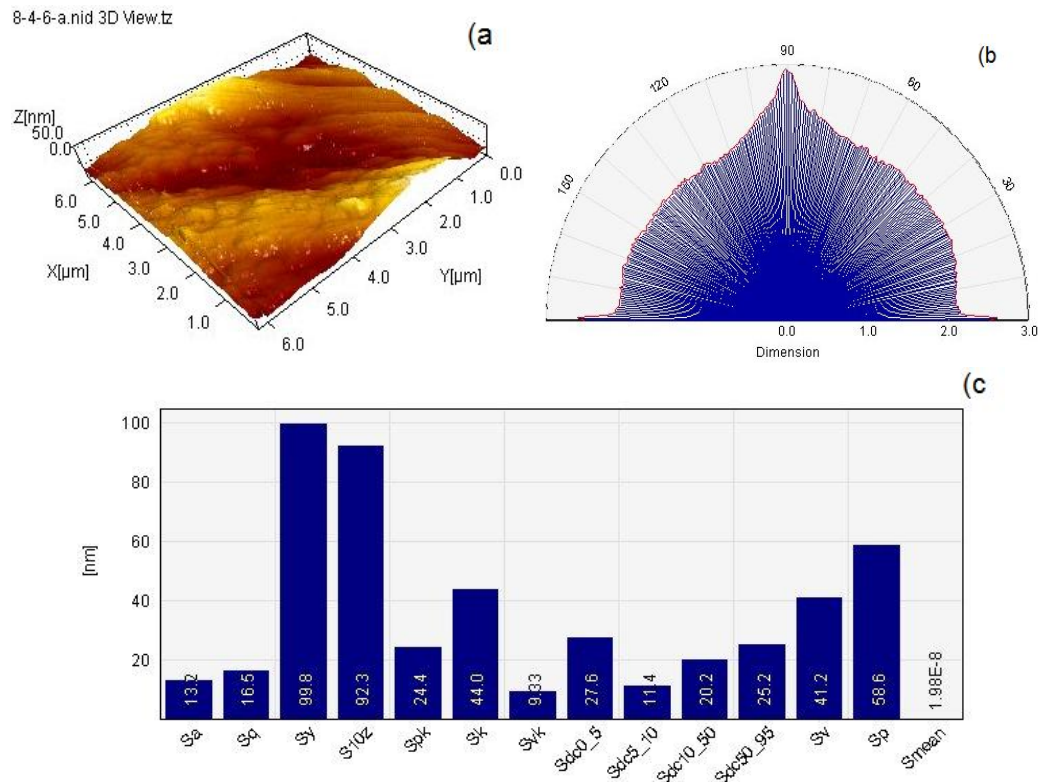 8-4-6-a.nid 3D View.tz
(a)
Z[nm]
50.0
0.0
6.0
5.0
4.0
3.0
2.0
1.0
X[µm]
0.0
1.0
2.0
3.0
4.0
5.0
6.0
Y[µm]
(b)
90
120
60
150
30
0.0 1.0 2.0 3.0
Dimension
(c)
100
80
60
40
20
[nm]
13.2 16.5 99.8 92.3 24.4 44.0 9.33 27.6 11.4 20.2 25.2 41.2 58.6 1.98E-8
Sa Sq Sy S10z Spk Sk Svk Sdc0_5 Sdc5_10 Sdc10_50 Sdc50_95 Sv Sp Smean